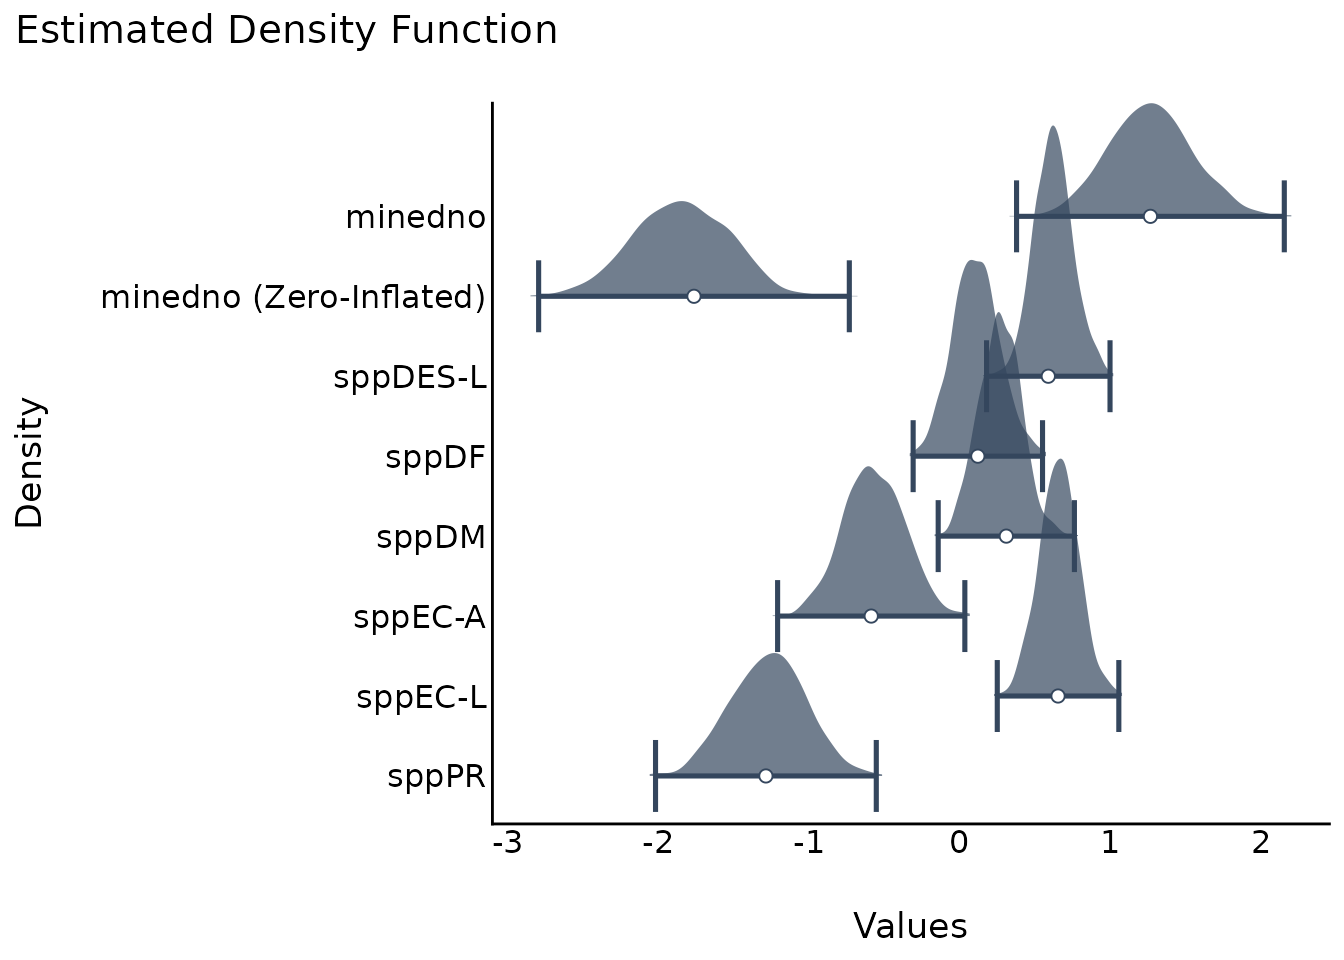 Estimated Density Function
minedno
minedno (Zero-Inflated)
sppDES-L
sppDF
sppDM
sppEC-A
sppEC-L
sppPR
Density
-3 -2 -1 0 1 2
Values